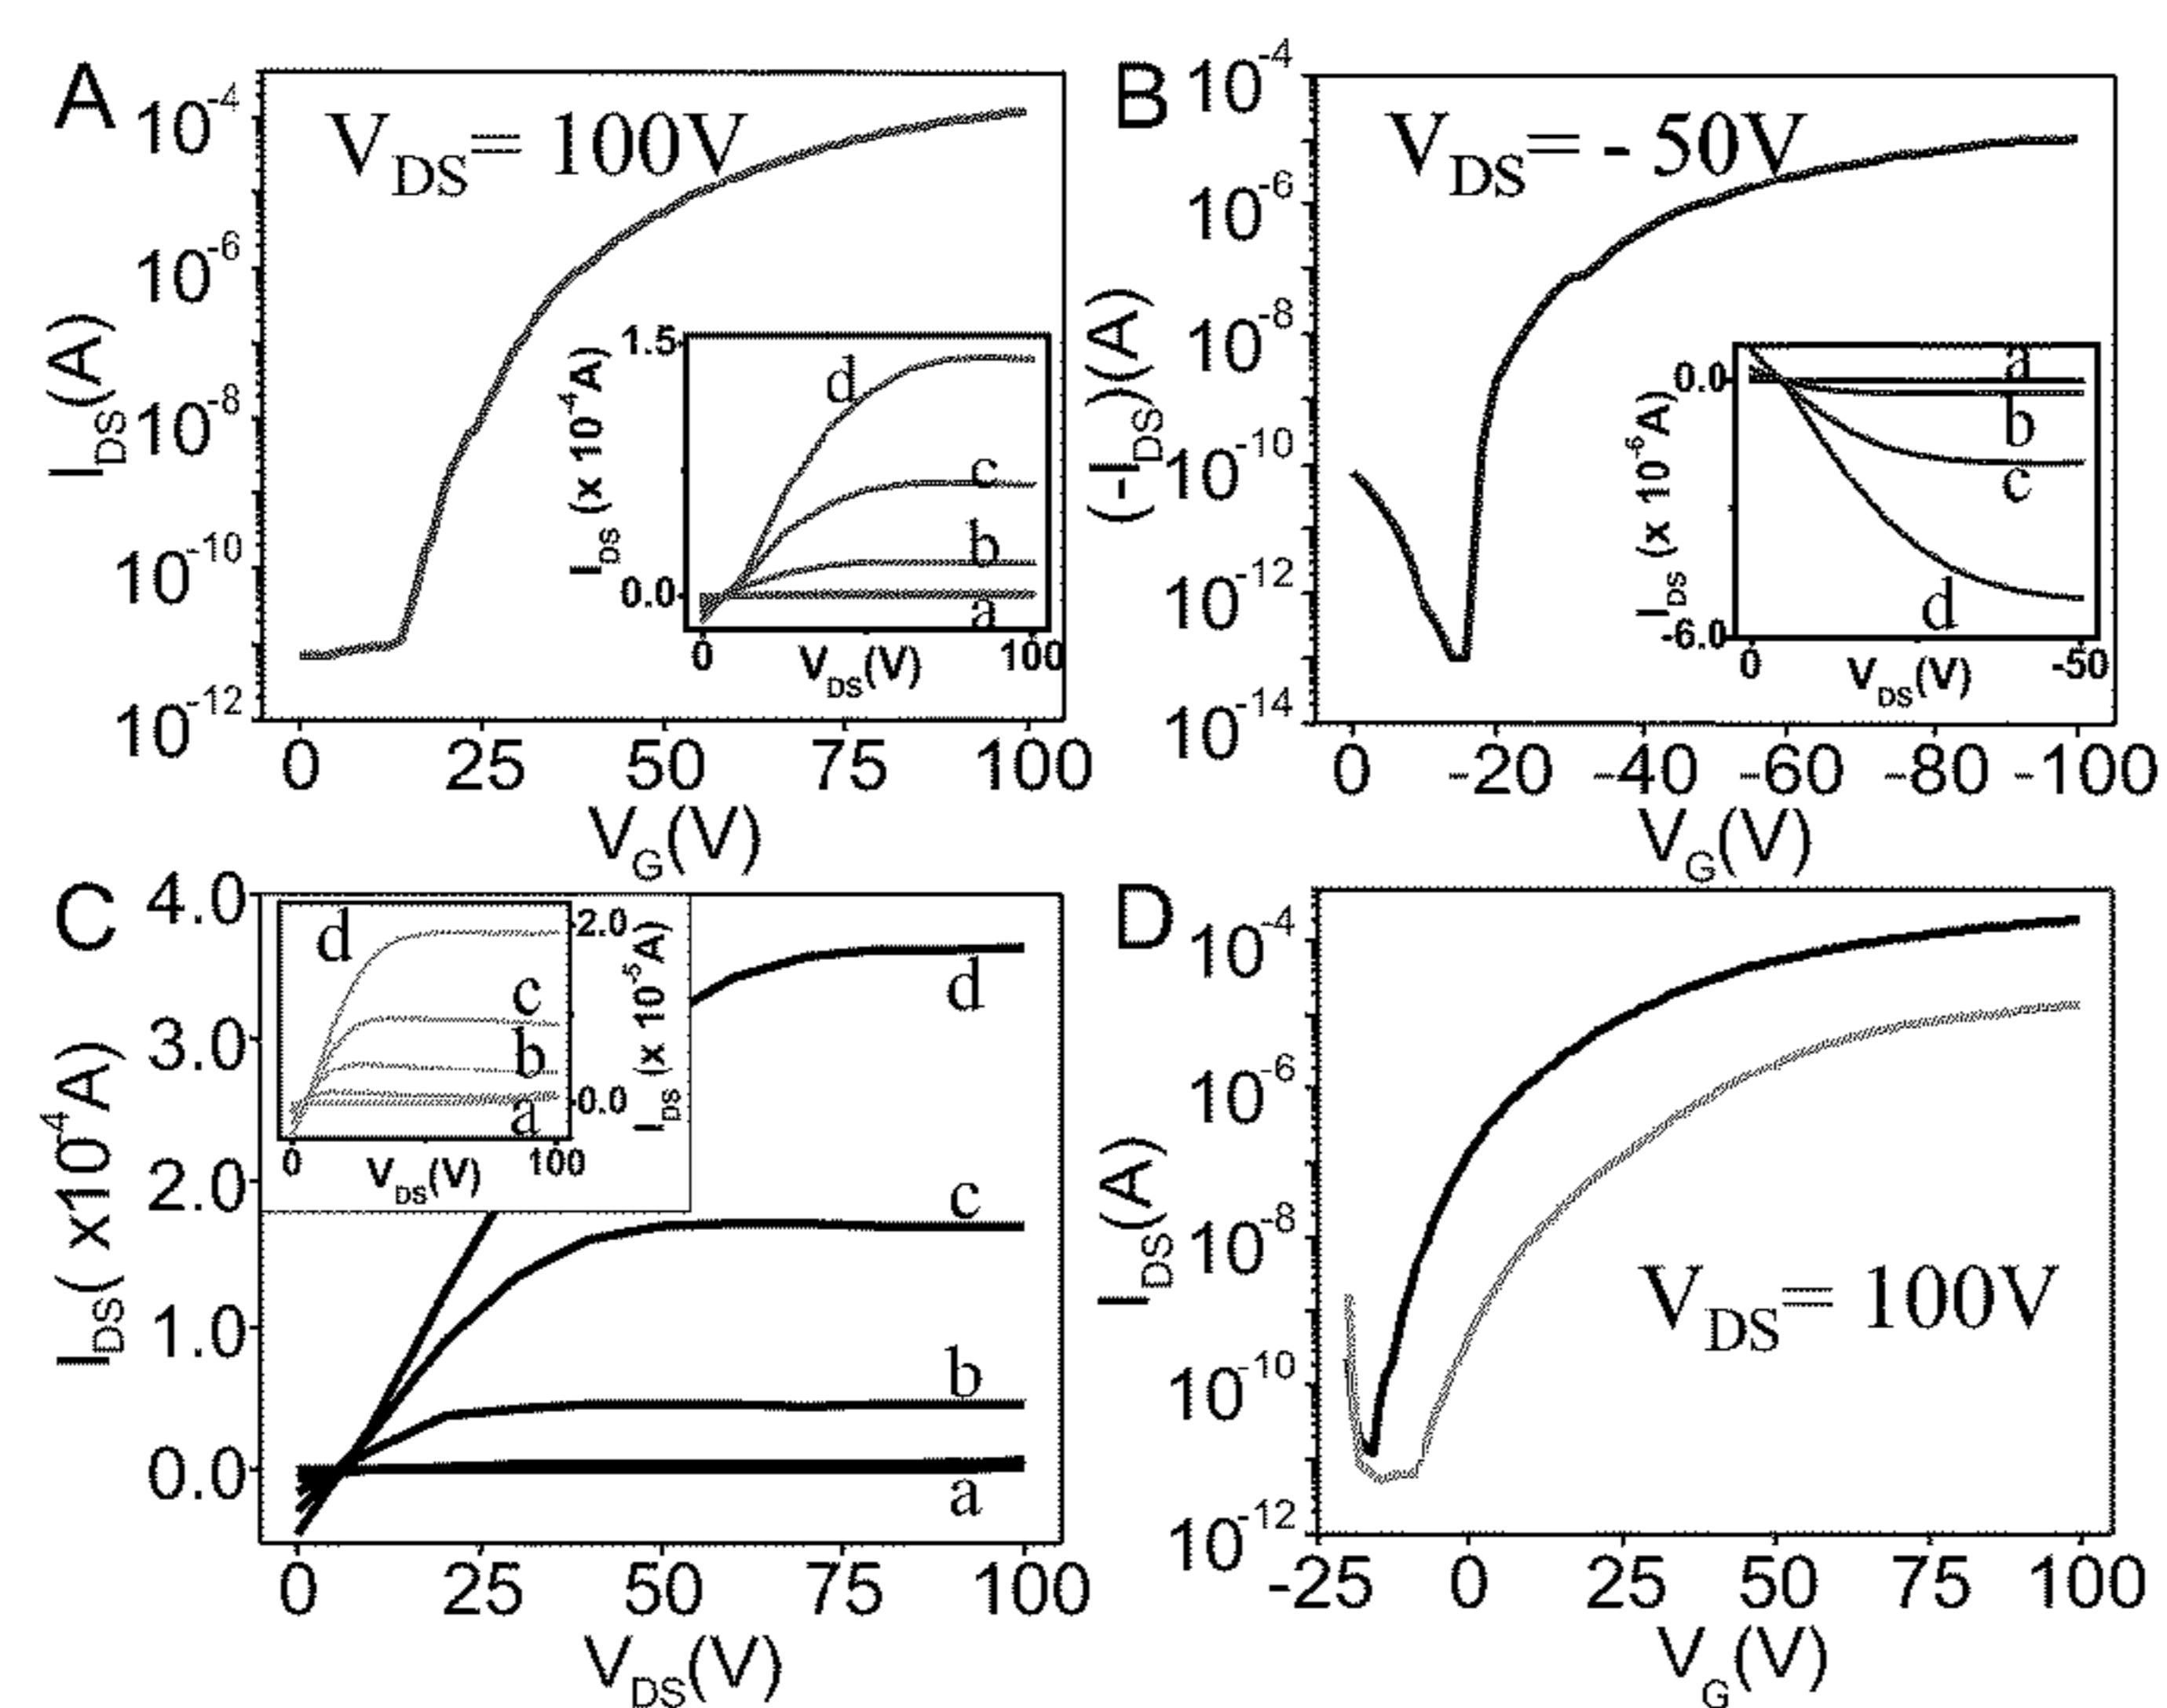 A
V_DS= 100V
I_DS(A)
10^-4
10^-6
10^-8
10^-10
10^-12
0 25 50 75 100
V_G(V)
I_DS (x 10^-4A)
1.5
0.0
d
c
b
a
0 100
V_DS(V)
B
V_DS= - 50V
(-I_DS)(A)
10^-4
10^-6
10^-8
10^-10
10^-12
10^-14
0 -20 -40 -60 -80 -100
V_G(V)
I_DS (x 10^-6A)
0.0
-6.0
a
b
c
d
0 -50
V_DS(V)
C
I_DS( x10^-4A)
4.0
3.0
2.0
1.0
0.0
d
c
b
a
0 25 50 75 100
V_DS(V)
d
c
b
a
2.0
0.0
I_DS (x 10^-5A)
0 100
V_DS(V)
D
I_DS(A)
10^-4
10^-6
10^-8
10^-10
10^-12
V_DS= 100V
-25 0 25 50 75 100
V_G(V)